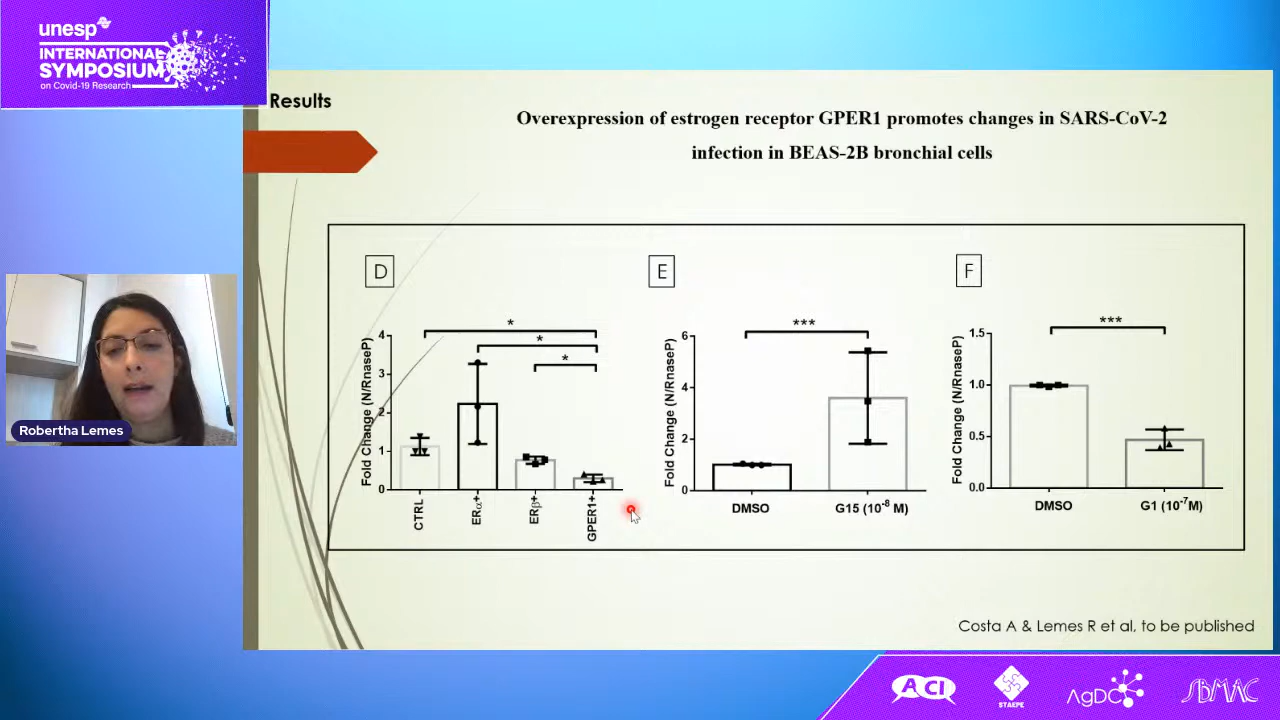 unesp
INTERNATIONAL
SYMPOSIUM
on Covid-19 Research
Results
Overexpression of estrogen receptor GPER1 promotes changes in SARS-CoV-2
infection in BEAS-2B bronchial cells
D
Fold Change (N/RnaseP)
4
3
2
1
0
*
*
*
CTRL
ERα+
ERβ+
GPER1+
E
Fold Change (N/RnaseP)
6
4
2
0
***
DMSO
G15 (10⁻⁸ M)
F
Fold Change (N/RnaseP)
1.5
1.0
0.5
0.0
***
DMSO
G1 (10⁻⁷M)
Robertha Lemes
Costa A & Lemes R et al, to be published
ACI
STAEPE
AgDC
SBMAC